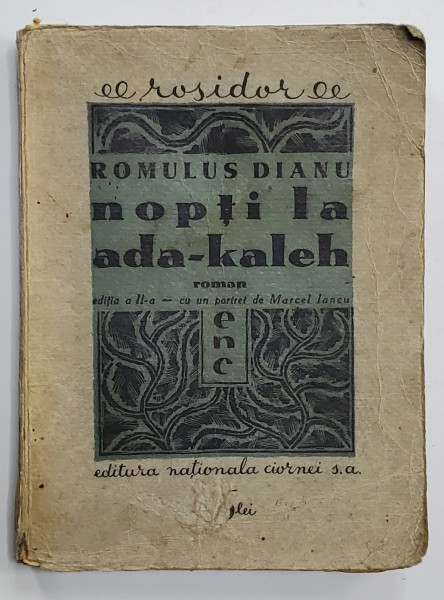 rosidor
ROMULUS DIANU
nopți la
ada-kaleh
roman
ediția a II-a — cu un portret de Marcel Iancu
enc
editura naționala ciornei s.a.
lei